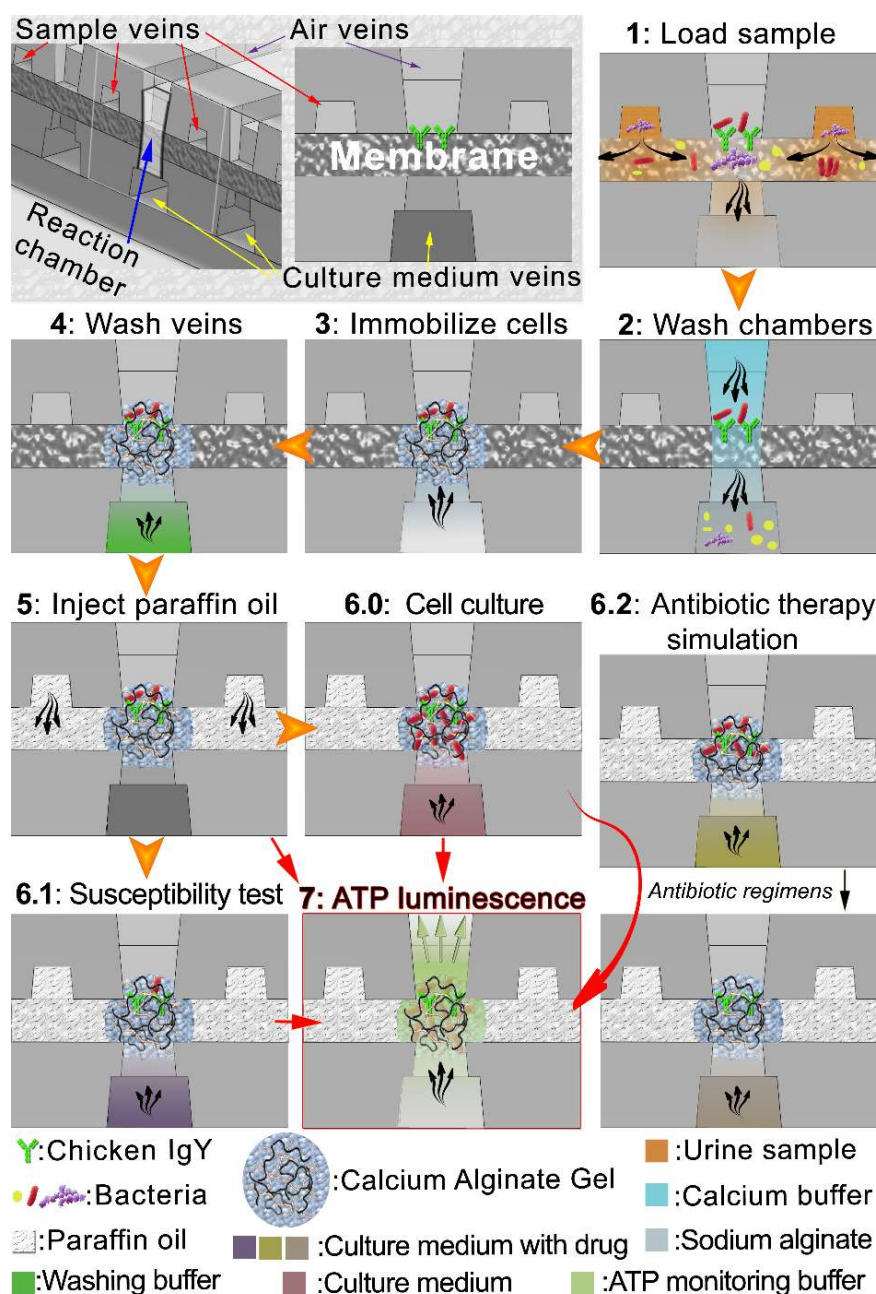 Sample veins
Air veins
Membrane
Reaction
chamber
Culture medium veins
1: Load sample
4: Wash veins
3: Immobilize cells
2: Wash chambers
5: Inject paraffin oil
6.0: Cell culture
6.2: Antibiotic therapy
simulation
6.1: Susceptibility test
7: ATP luminescence
Antibiotic regimens
:Chicken IgY
:Bacteria
:Paraffin oil
:Washing buffer
:Calcium Alginate Gel
:Culture medium with drug
:Culture medium
:Urine sample
:Calcium buffer
:Sodium alginate
:ATP monitoring buffer